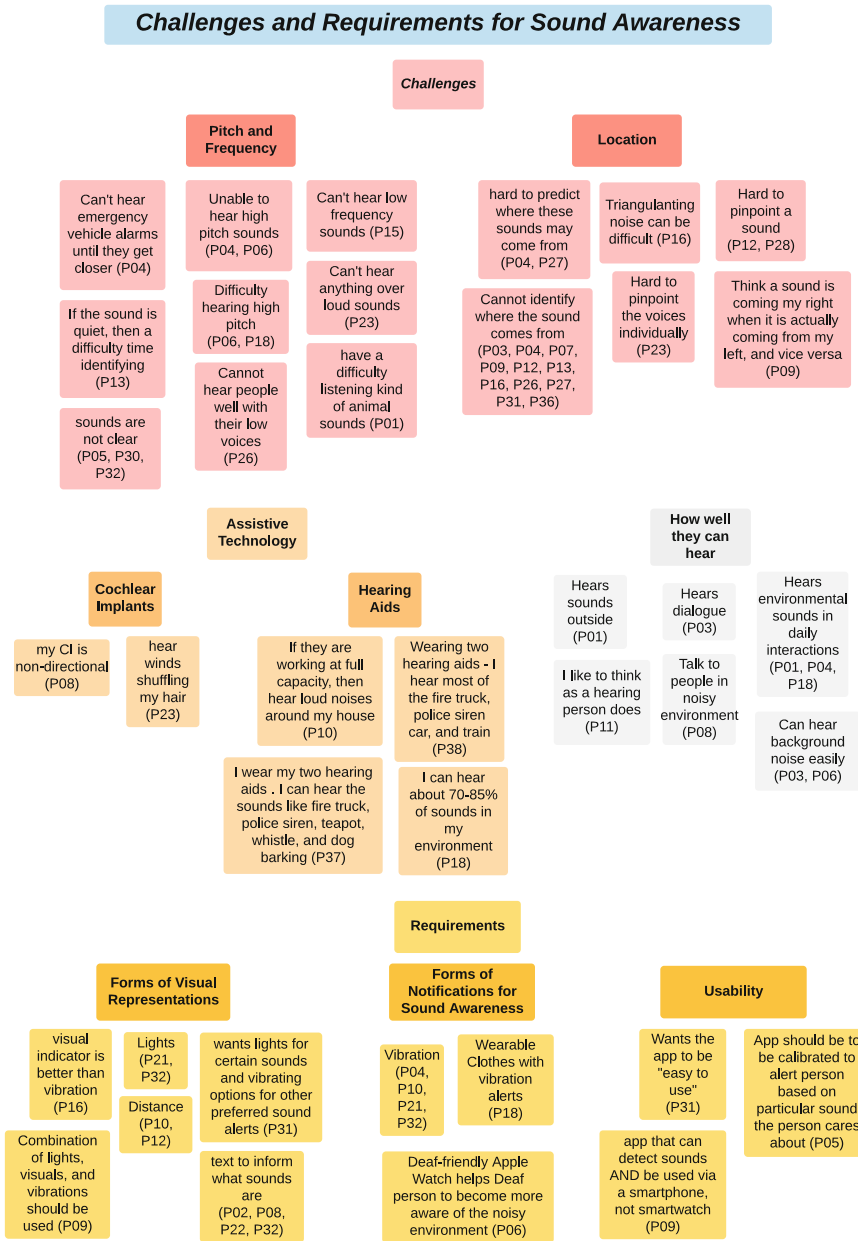 Challenges and Requirements for Sound Awareness
Challenges
Pitch and
Frequency
Can't hear
emergency
vehicle alarms
until they get
closer (P04)
If the sound is
quiet, then a
difficulty time
identifying
(P13)
sounds are
not clear
(P05, P30,
P32)
Unable to
hear high
pitch sounds
(P04, P06)
Difficulty
hearing high
pitch
(P06, P18)
Cannot
hear people
well with
their low
voices
(P26)
Can't hear low
frequency
sounds (P15)
Can't hear
anything over
loud sounds
(P23)
have a
difficulty
listening kind
of animal
sounds (P01)
Location
hard to predict
where these
sounds may
come from
(P04, P27)
Triangulanting
noise can be
difficult (P16)
Hard to
pinpoint a
sound
(P12, P28)
Cannot identify
where the sound
comes from
(P03, P04, P07,
P09, P12, P13,
P16, P26, P27,
P31, P36)
Hard to
pinpoint
the voices
individually
(P23)
Think a sound is
coming my right
when it is actually
coming from my
left, and vice versa
(P09)
Assistive
Technology
Cochlear
Implants
my CI is
non-directional
(P08)
hear
winds
shuffling
my hair
(P23)
Hearing
Aids
If they are
working at full
capacity, then
hear loud noises
around my house
(P10)
Wearing two
hearing aids - I
hear most of
the fire truck,
police siren
car, and train
(P38)
I wear my two hearing
aids . I can hear the
sounds like fire truck,
police siren, teapot,
whistle, and dog
barking (P37)
I can hear
about 70-85%
of sounds in
my
environment
(P18)
How well
they can
hear
Hears
sounds
outside
(P01)
Hears
dialogue
(P03)
Hears
environmental
sounds in
daily
interactions
(P01, P04,
P18)
I like to think
as a hearing
person does
(P11)
Talk to
people in
noisy
environment
(P08)
Can hear
background
noise easily
(P03, P06)
Requirements
Forms of Visual
Representations
visual
indicator is
better than
vibration
(P16)
Lights
(P21,
P32)
Distance
(P10,
P12)
wants lights for
certain sounds
and vibrating
options for other
preferred sound
alerts (P31)
Combination
of lights,
visuals, and
vibrations
should be
used (P09)
text to inform
what sounds
are
(P02, P08,
P22, P32)
Forms of
Notifications for
Sound Awareness
Vibration
(P04,
P10,
P21,
P32)
Wearable
Clothes with
vibration
alerts
(P18)
Deaf-friendly Apple
Watch helps Deaf
person to become more
aware of the noisy
environment (P06)
Usability
Wants the
app to be
"easy to
use"
(P31)
App should be to
be calibrated to
alert person
based on
particular sound
the person cares
about (P05)
app that can
detect sounds
AND be used via
a smartphone,
not smartwatch
(P09)